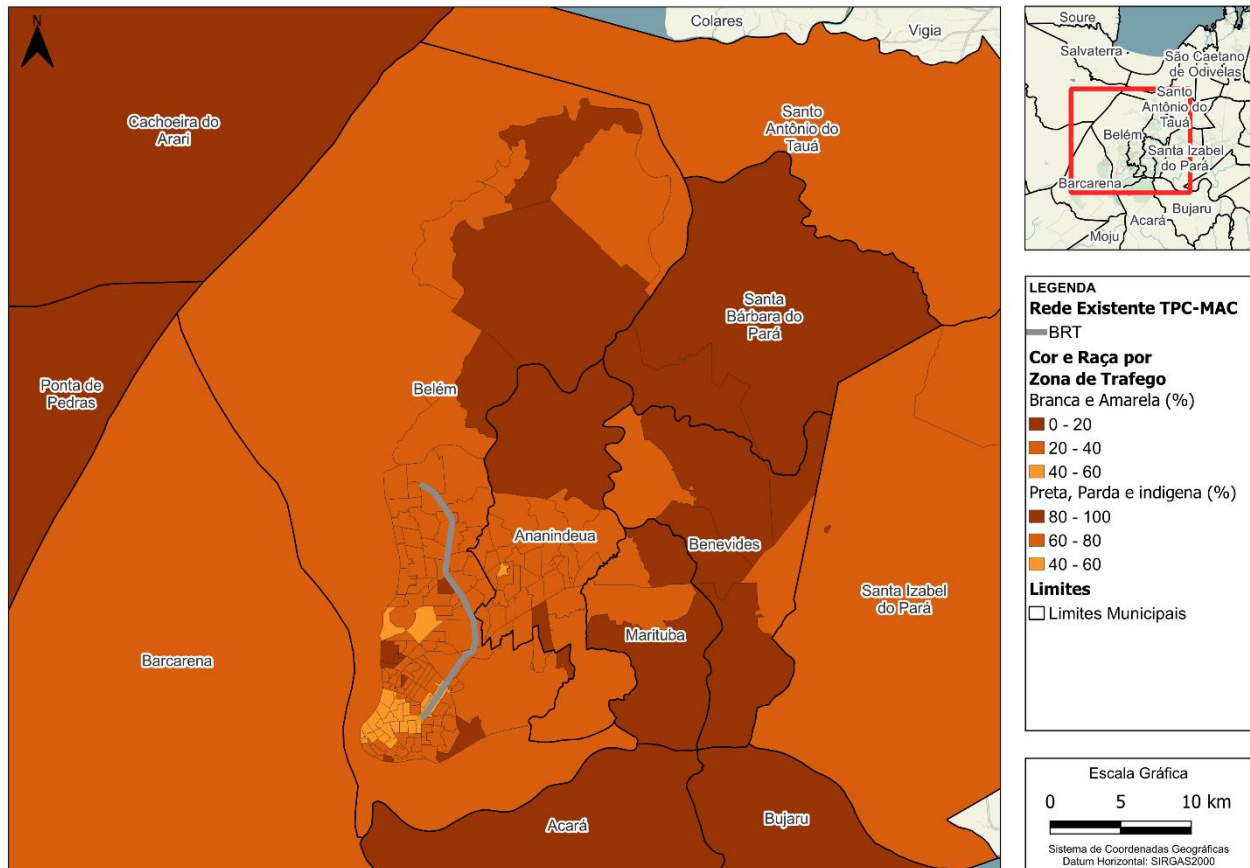 N
Colares
Vigia
Cachoeira do
Arari
Santo
Antônio do
Tauá
Santa
Bárbara do
Pará
Ponta de
Pedras
Belém
Ananindeua
Benevides
Santa Izabel
do Pará
Marituba
Barcarena
Acará
Bujaru
Soure
Salvaterra
São Caetano
de Odivelas
Santo
Antônio do
Tauá
Belém
Santa Izabel
do Pará
Barcarena
Bujaru
Acará
Moju
LEGENDA
Rede Existente TPC-MAC
BRT
Cor e Raça por
Zona de Trafego
Branca e Amarela (%)
0 - 20
20 - 40
40 - 60
Preta, Parda e indigena (%)
80 - 100
60 - 80
40 - 60
Limites
Limites Municipais
Escala Gráfica
0 5 10 km
Sistema de Coordenadas Geográficas
Datum Horizontal: SIRGAS2000